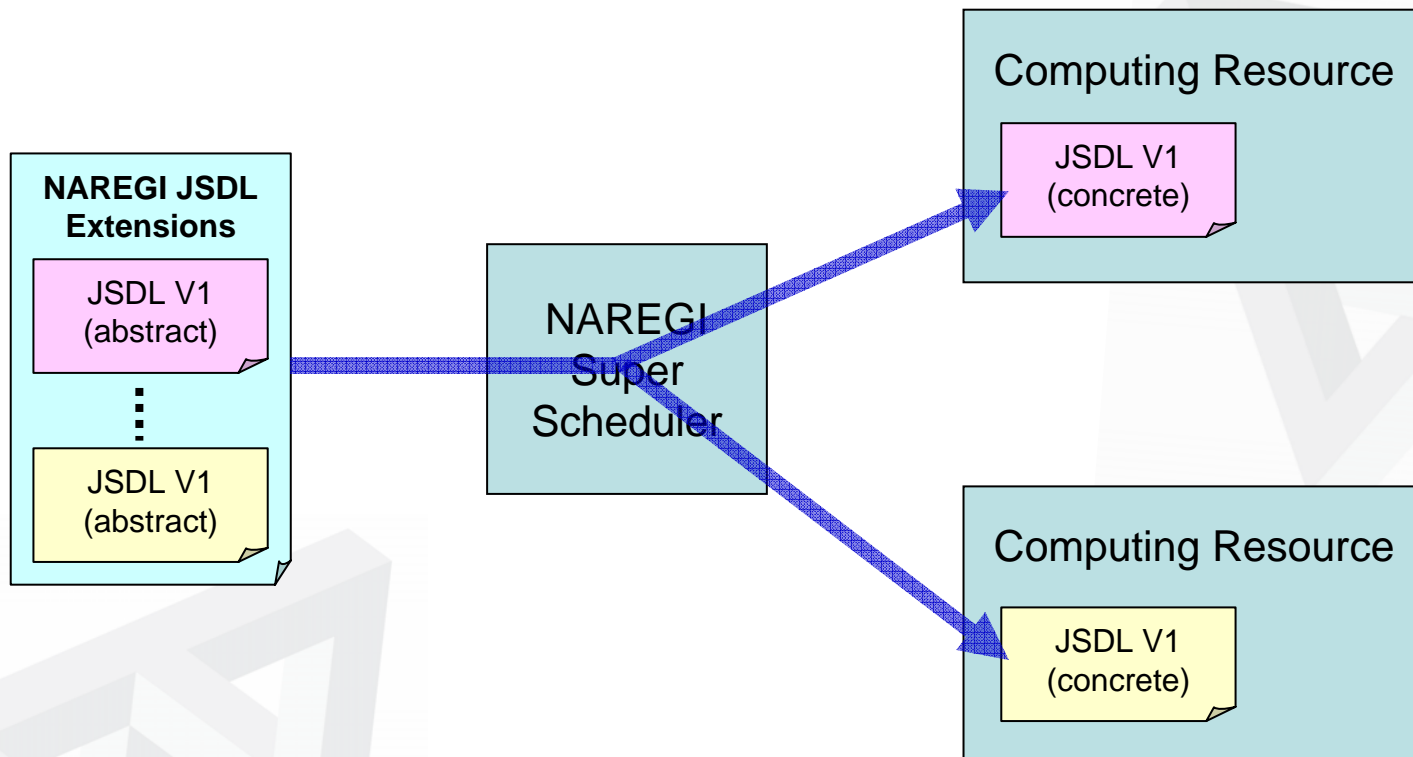 NAREGI JSDL
Extensions
JSDL V1
(abstract)
JSDL V1
(abstract)
NAREGI
Super
Scheduler
Computing Resource
JSDL V1
(concrete)
Computing Resource
JSDL V1
(concrete)